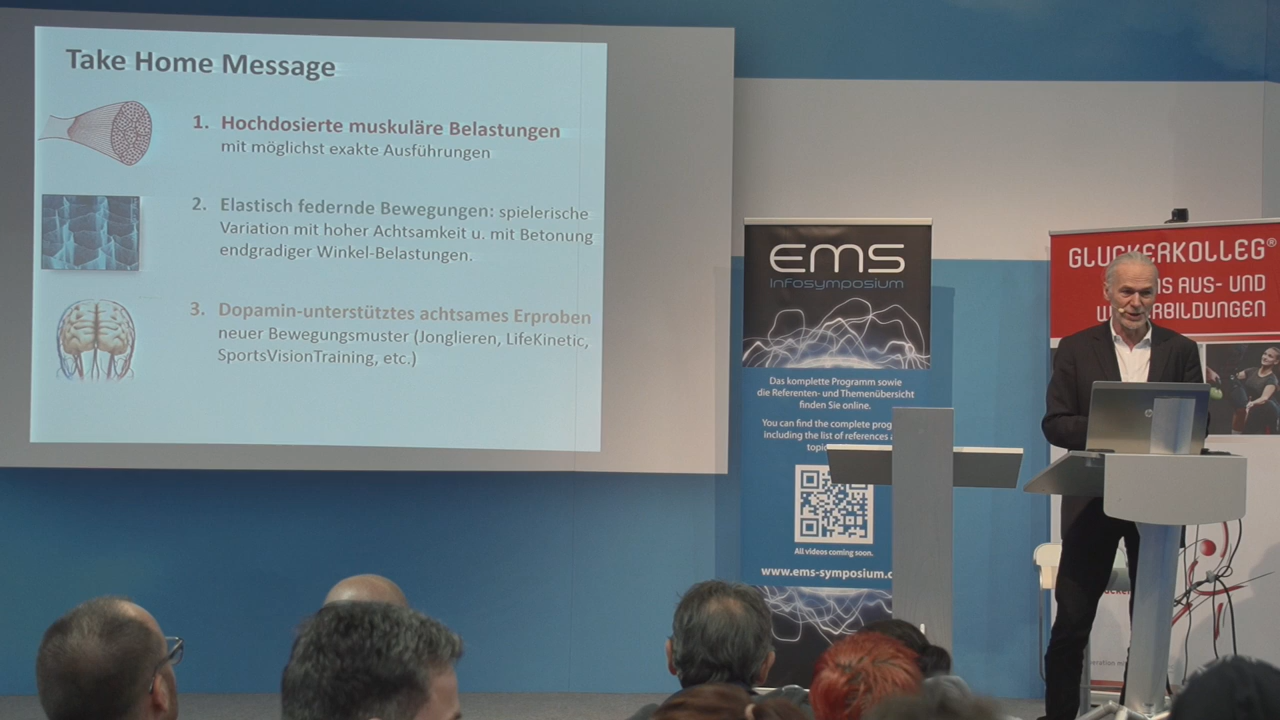 Take Home Message
1. Hochdosierte muskuläre Belastungen
mit möglichst exakte Ausführungen
2. Elastisch federnde Bewegungen: spielerische
Variation mit hoher Achtsamkeit u. mit Betonung
endgradiger Winkel-Belastungen.
3. Dopamin-unterstütztes achtsames Erproben
neuer Bewegungsmuster (Jonglieren, LifeKinetic,
SportsVisionTraining, etc.)
EMS
Infosymposium
Das komplette Programm sowie
die Referenten- und Themenübersicht
finden Sie online.
You can find the complete
including the list of references
All videos coming soon.
www.ems-symposium.
GLUCKERKOLLEG®
AUS- UND
hp